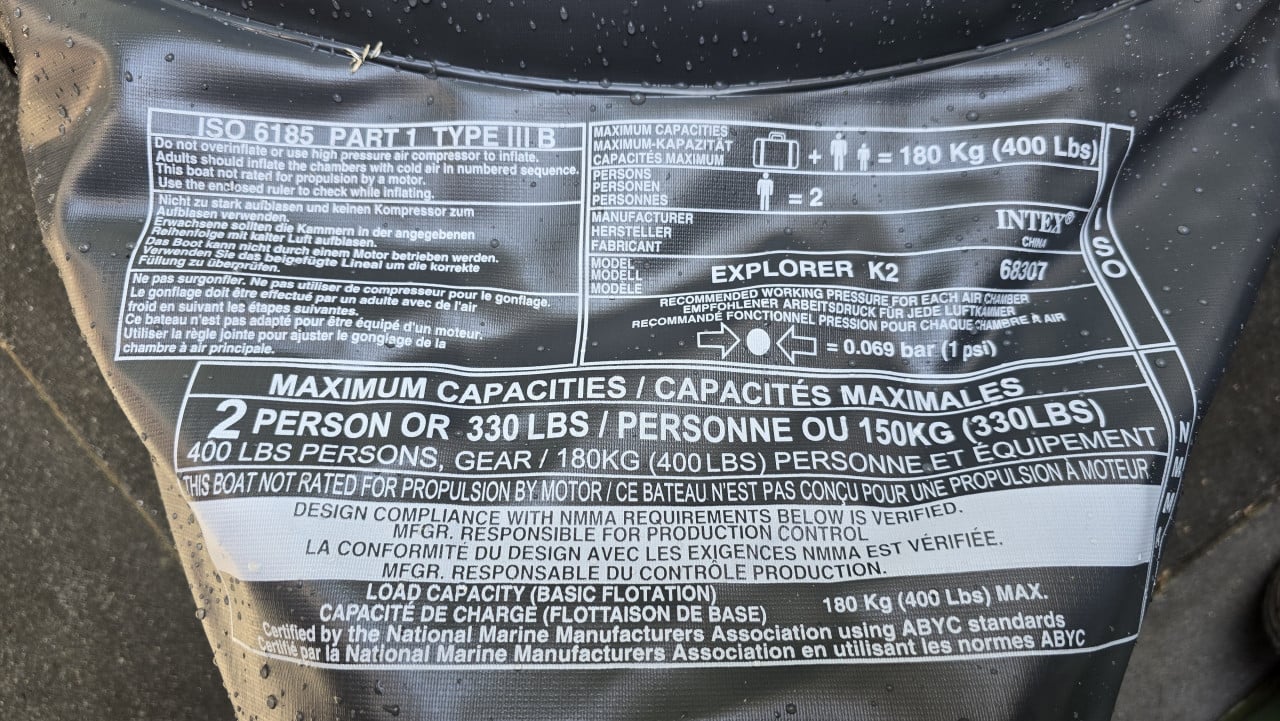 ISO 6185 PART 1 TYPE III B
Do not overinflate or use high pressure air compressor to inflate.
Adults should inflate the chambers with cold air in numbered sequence.
This boat not rated for propulsion by a motor.
Use the enclosed ruler to check while inflating.
Nicht zu stark aufblasen und keinen Kompressor zum
Aufblasen verwenden.
Erwachsene sollten die Kammern in der angegebenen
Reihenfolge mit kalter Luft aufblasen.
Das Boot kann nicht durch einem Motor betrieben werden.
Verwenden Sie das beigefügte Lineal um die korrekte
Füllung zu überprüfen.
Ne pas surgonfler. Ne pas utiliser de compresseur pour le gonflage.
Le gonflage doit être effectué par un adulte avec de l'air
froid en suivant les étapes suivantes.
Ce bateau n'est pas adapté pour être équipé d'un moteur.
Utiliser la règle jointe pour ajuster le gonglage de la
chambre à air principale.
MAXIMUM CAPACITIES
MAXIMUM-KAPAZITÄT
CAPACITÉS MAXIMUM
+ = 180 Kg (400 Lbs)
PERSONS
PERSONEN
PERSONNES
= 2
MANUFACTURER
HERSTELLER
FABRICANT
INTEX®
CHINA
MODEL
MODELL
MODÈLE
EXPLORER K2
68307
RECOMMENDED WORKING PRESSURE FOR EACH AIR CHAMBER
EMPFOHLENER ARBEITSDRUCK FÜR JEDE LUFTKAMMER
RECOMMANDÉ FONCTIONNEL PRESSION POUR CHAQUE CHAMBRE À AIR
= 0.069 bar (1 psi)
ISO
MAXIMUM CAPACITIES / CAPACITÉS MAXIMALES
2 PERSON OR 330 LBS / PERSONNE OU 150KG (330LBS)
400 LBS PERSONS, GEAR / 180KG (400 LBS) PERSONNE ET ÉQUIPEMENT
THIS BOAT NOT RATED FOR PROPULSION BY MOTOR / CE BATEAU N'EST PAS CONÇU POUR UNE PROPULSION À MOTEUR
DESIGN COMPLIANCE WITH NMMA REQUIREMENTS BELOW IS VERIFIED.
MFGR. RESPONSIBLE FOR PRODUCTION CONTROL
LA CONFORMITÉ DU DESIGN AVEC LES EXIGENCES NMMA EST VÉRIFIÉE.
MFGR. RESPONSABLE DU CONTRÔLE PRODUCTION.
LOAD CAPACITY (BASIC FLOTATION)
CAPACITÉ DE CHARGE (FLOTTAISON DE BASE)
180 Kg (400 Lbs) MAX.
Certified by the National Marine Manufacturers Association using ABYC standards
Certifié par la National Marine Manufacturers Association en utilisant les normes ABYC
NMMA